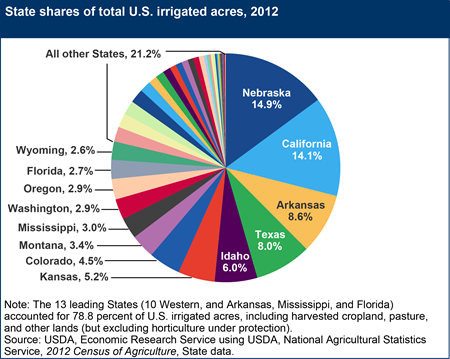 State shares of total U.S. irrigated acres, 2012
All other States, 21.2%
Nebraska
14.9%
California
14.1%
Arkansas
8.6%
Texas
8.0%
Idaho
6.0%
Kansas, 5.2%
Colorado, 4.5%
Montana, 3.4%
Mississippi, 3.0%
Washington, 2.9%
Oregon, 2.9%
Florida, 2.7%
Wyoming, 2.6%
Note: The 13 leading States (10 Western, and Arkansas, Mississippi, and Florida)
accounted for 78.8 percent of U.S. irrigated acres, including harvested cropland, pasture,
and other lands (but excluding horticulture under protection).
Source: USDA, Economic Research Service using USDA, National Agricultural Statistics
Service, 2012 Census of Agriculture, State data.